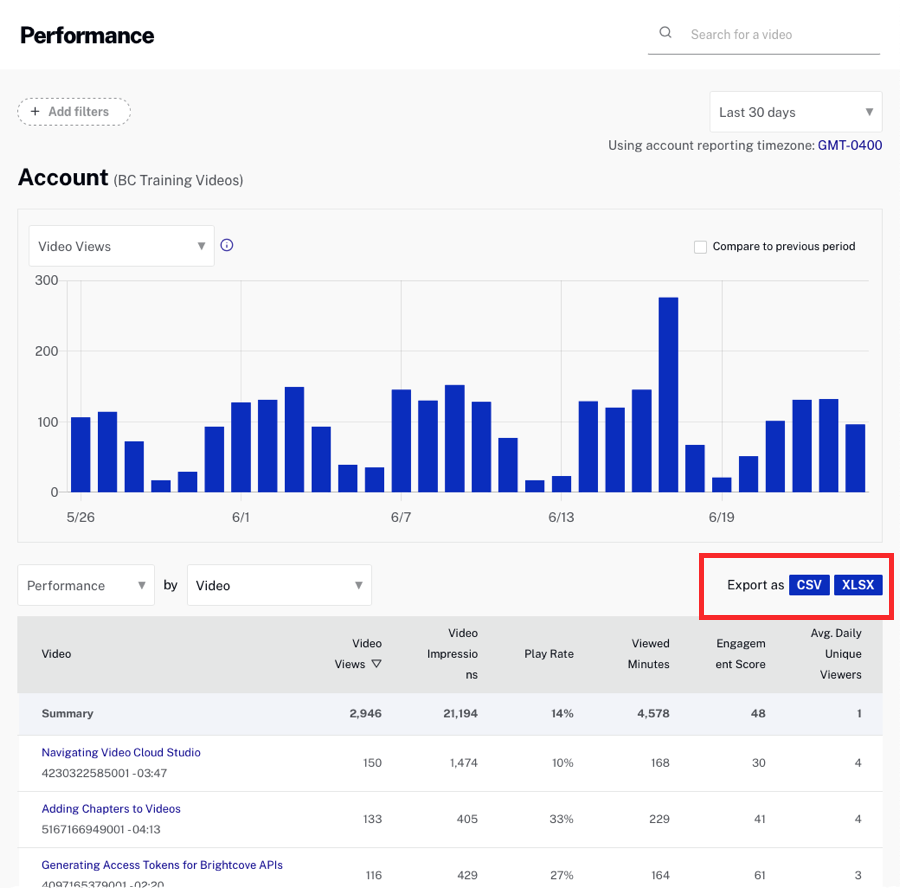 Performance
Search for a video
+ Add filters
Last 30 days
Using account reporting timezone: GMT-0400
Account (BC Training Videos)
Video Views
Compare to previous period
300
200
100
0
5/26 6/1 6/7 6/13 6/19
Performance by Video
Export as CSV XLSX
Video
Video
Views
Video
Impressio
ns
Play Rate
Viewed
Minutes
Engagem
ent Score
Avg. Daily
Unique
Viewers
Summary 2,946 21,194 14% 4,578 48 1
Navigating Video Cloud Studio
4230322585001 - 03:47
150 1,474 10% 168 30 4
Adding Chapters to Videos
5167166949001 - 04:13
133 405 33% 229 41 4
Generating Access Tokens for Brightcove APIs
4097165379001 - 02:20
116 429 27% 164 61 3